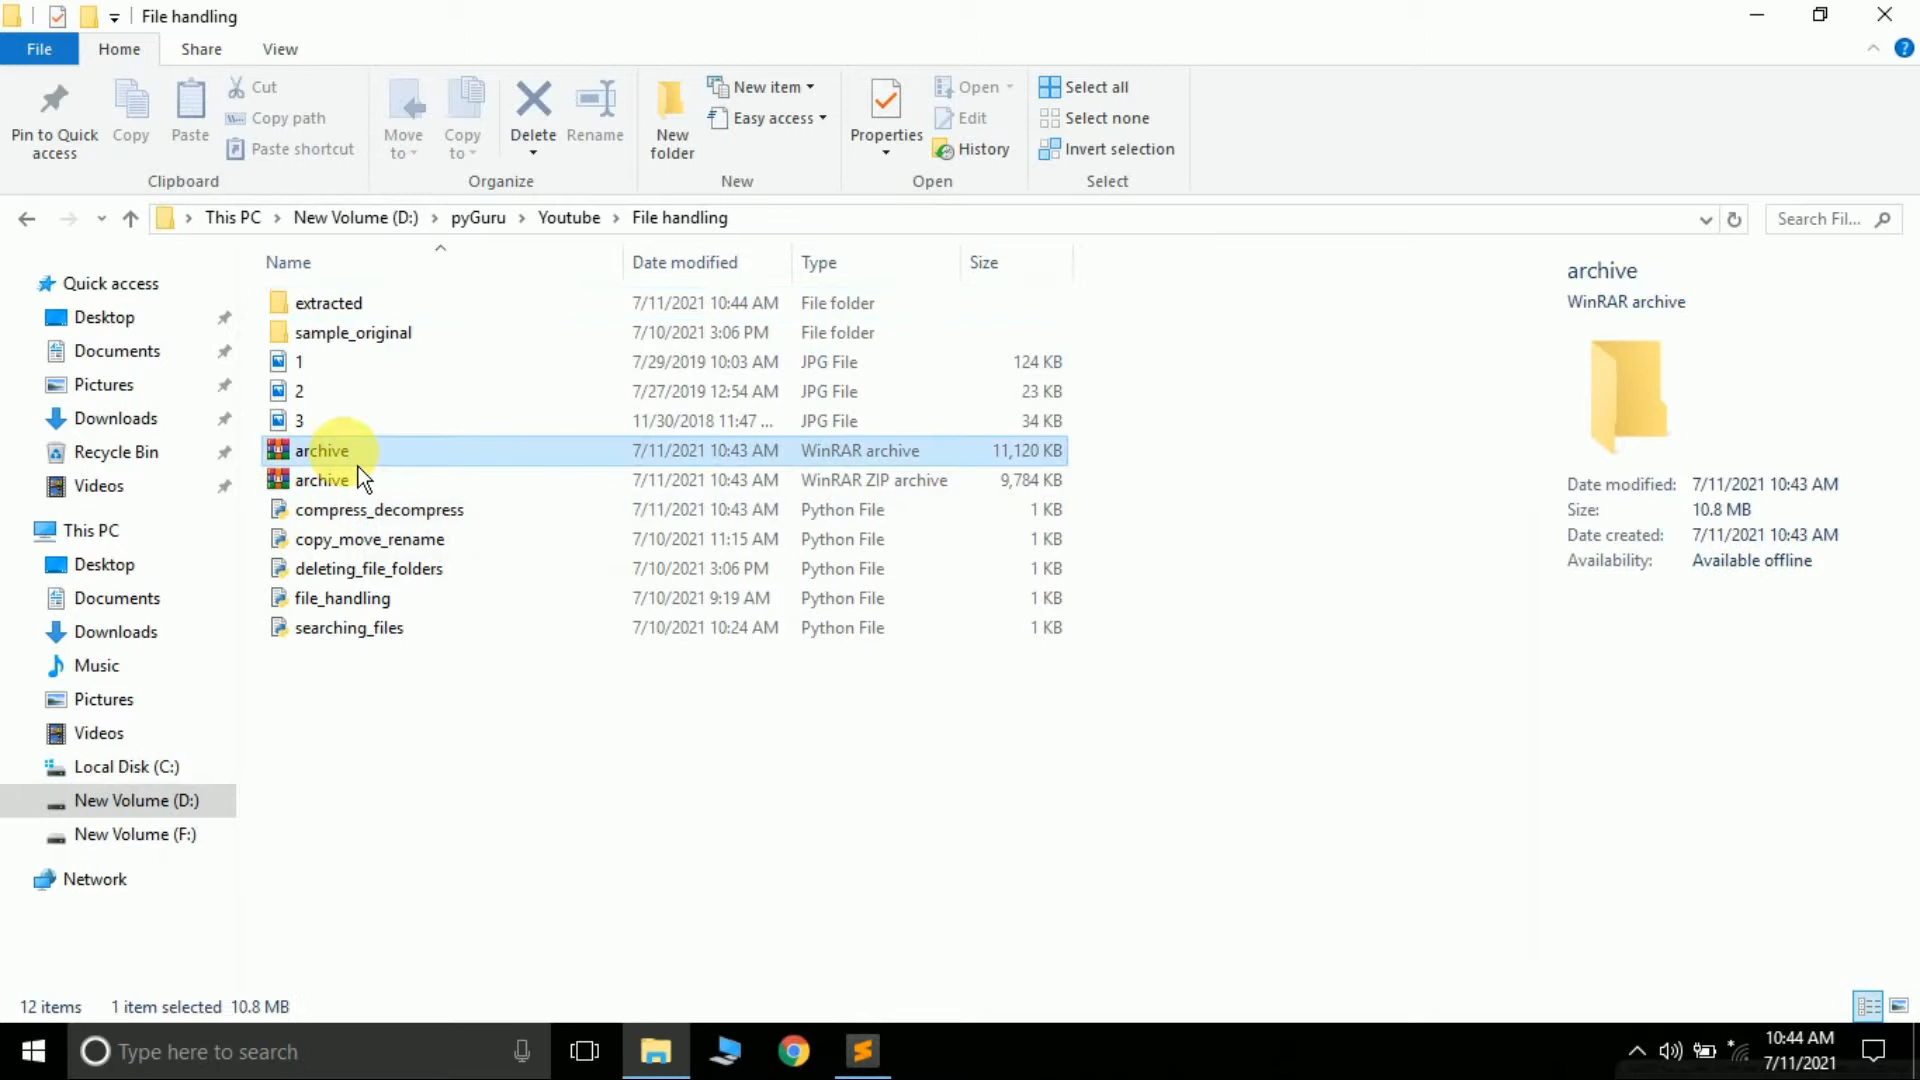 File handling
File Home Share View
Pin to Quick access
Copy
Paste
Cut
Copy path
Paste shortcut
Clipboard
Move to
Copy to
Delete
Rename
Organize
New folder
New item
Easy access
New
Properties
Open
Edit
History
Open
Select all
Select none
Invert selection
Select
This PC > New Volume (D:) > pyGuru > Youtube > File handling
Search Fil...
Quick access
Desktop
Documents
Pictures
Downloads
Recycle Bin
Videos
This PC
Desktop
Documents
Downloads
Music
Pictures
Videos
Local Disk (C:)
New Volume (D:)
New Volume (F:)
Network
Name Date modified Type Size
extracted 7/11/2021 10:44 AM File folder
sample_original 7/10/2021 3:06 PM File folder
1 7/29/2019 10:03 AM JPG File 124 KB
2 7/27/2019 12:54 AM JPG File 23 KB
3 11/30/2018 11:47 ... JPG File 34 KB
archive 7/11/2021 10:43 AM WinRAR archive 11,120 KB
archive 7/11/2021 10:43 AM WinRAR ZIP archive 9,784 KB
compress_decompress 7/11/2021 10:43 AM Python File 1 KB
copy_move_rename 7/10/2021 11:15 AM Python File 1 KB
deleting_file_folders 7/10/2021 3:06 PM Python File 1 KB
file_handling 7/10/2021 9:19 AM Python File 1 KB
searching_files 7/10/2021 10:24 AM Python File 1 KB
archive
WinRAR archive
Date modified: 7/11/2021 10:43 AM
Size: 10.8 MB
Date created: 7/11/2021 10:43 AM
Availability: Available offline
12 items 1 item selected 10.8 MB
Type here to search
10:44 AM
7/11/2021